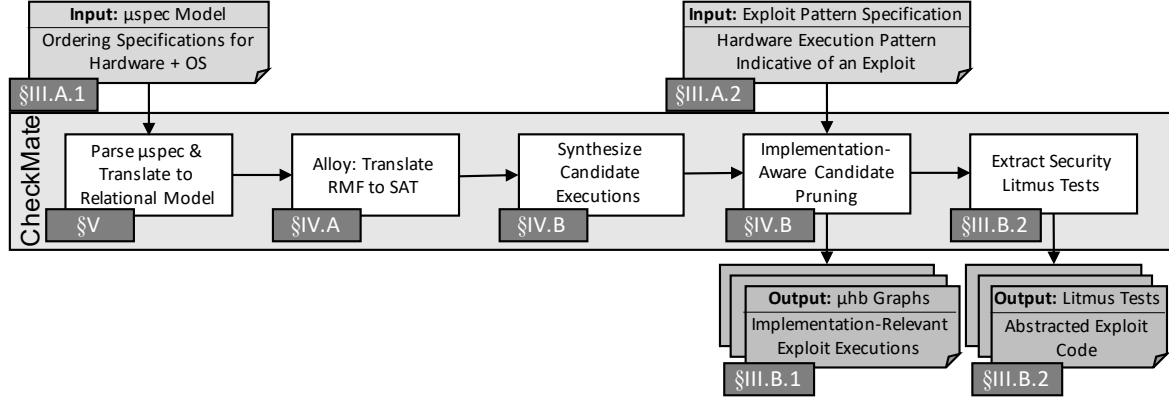 Input: µspec Model
Ordering Specifications for
Hardware + OS
§III.A.1
Input: Exploit Pattern Specification
Hardware Execution Pattern
Indicative of an Exploit
§III.A.2
CheckMate
Parse µspec &
Translate to
Relational Model
§V
Alloy: Translate
RMF to SAT
§IV.A
Synthesize
Candidate
Executions
§IV.B
Implementation-
Aware Candidate
Pruning
§IV.B
Extract Security
Litmus Tests
§III.B.2
Output: µhb Graphs
Implementation-Relevant
Exploit Executions
§III.B.1
Output: Litmus Tests
Abstracted Exploit
Code
§III.B.2